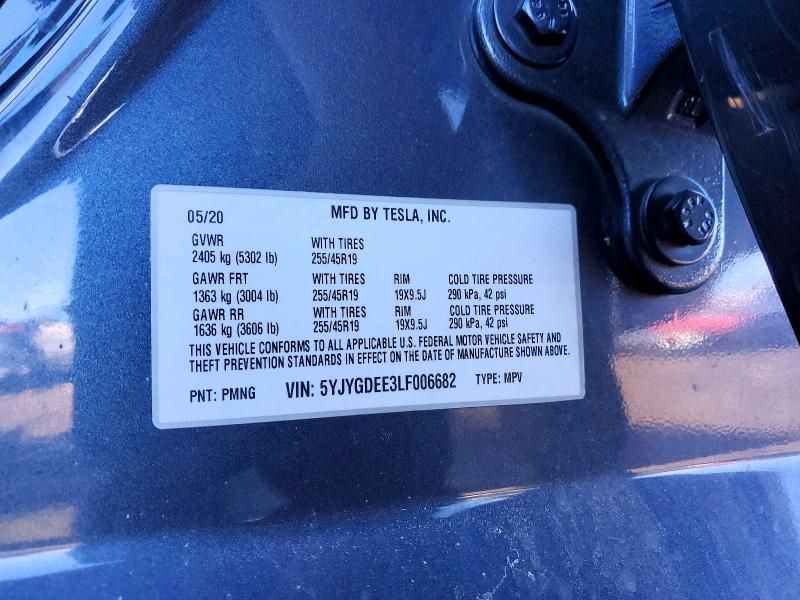 05/20 MFD BY TESLA, INC.
GVWR WITH TIRES
2405 kg (5302 lb) 255/45R19
GAWR FRT WITH TIRES RIM COLD TIRE PRESSURE
1363 kg (3004 lb) 255/45R19 19X9.5J 290 kPa, 42 psi
GAWR RR WITH TIRES RIM COLD TIRE PRESSURE
1636 kg (3606 lb) 255/45R19 19X9.5J 290 kPa, 42 psi
THIS VEHICLE CONFORMS TO ALL APPLICABLE U.S. FEDERAL MOTOR VEHICLE SAFETY AND
THEFT PREVENTION STANDARDS IN EFFECT ON THE DATE OF MANUFACTURE SHOWN ABOVE.
PNT: PMNG VIN: 5YJYGDEE3LF006682 TYPE: MPV